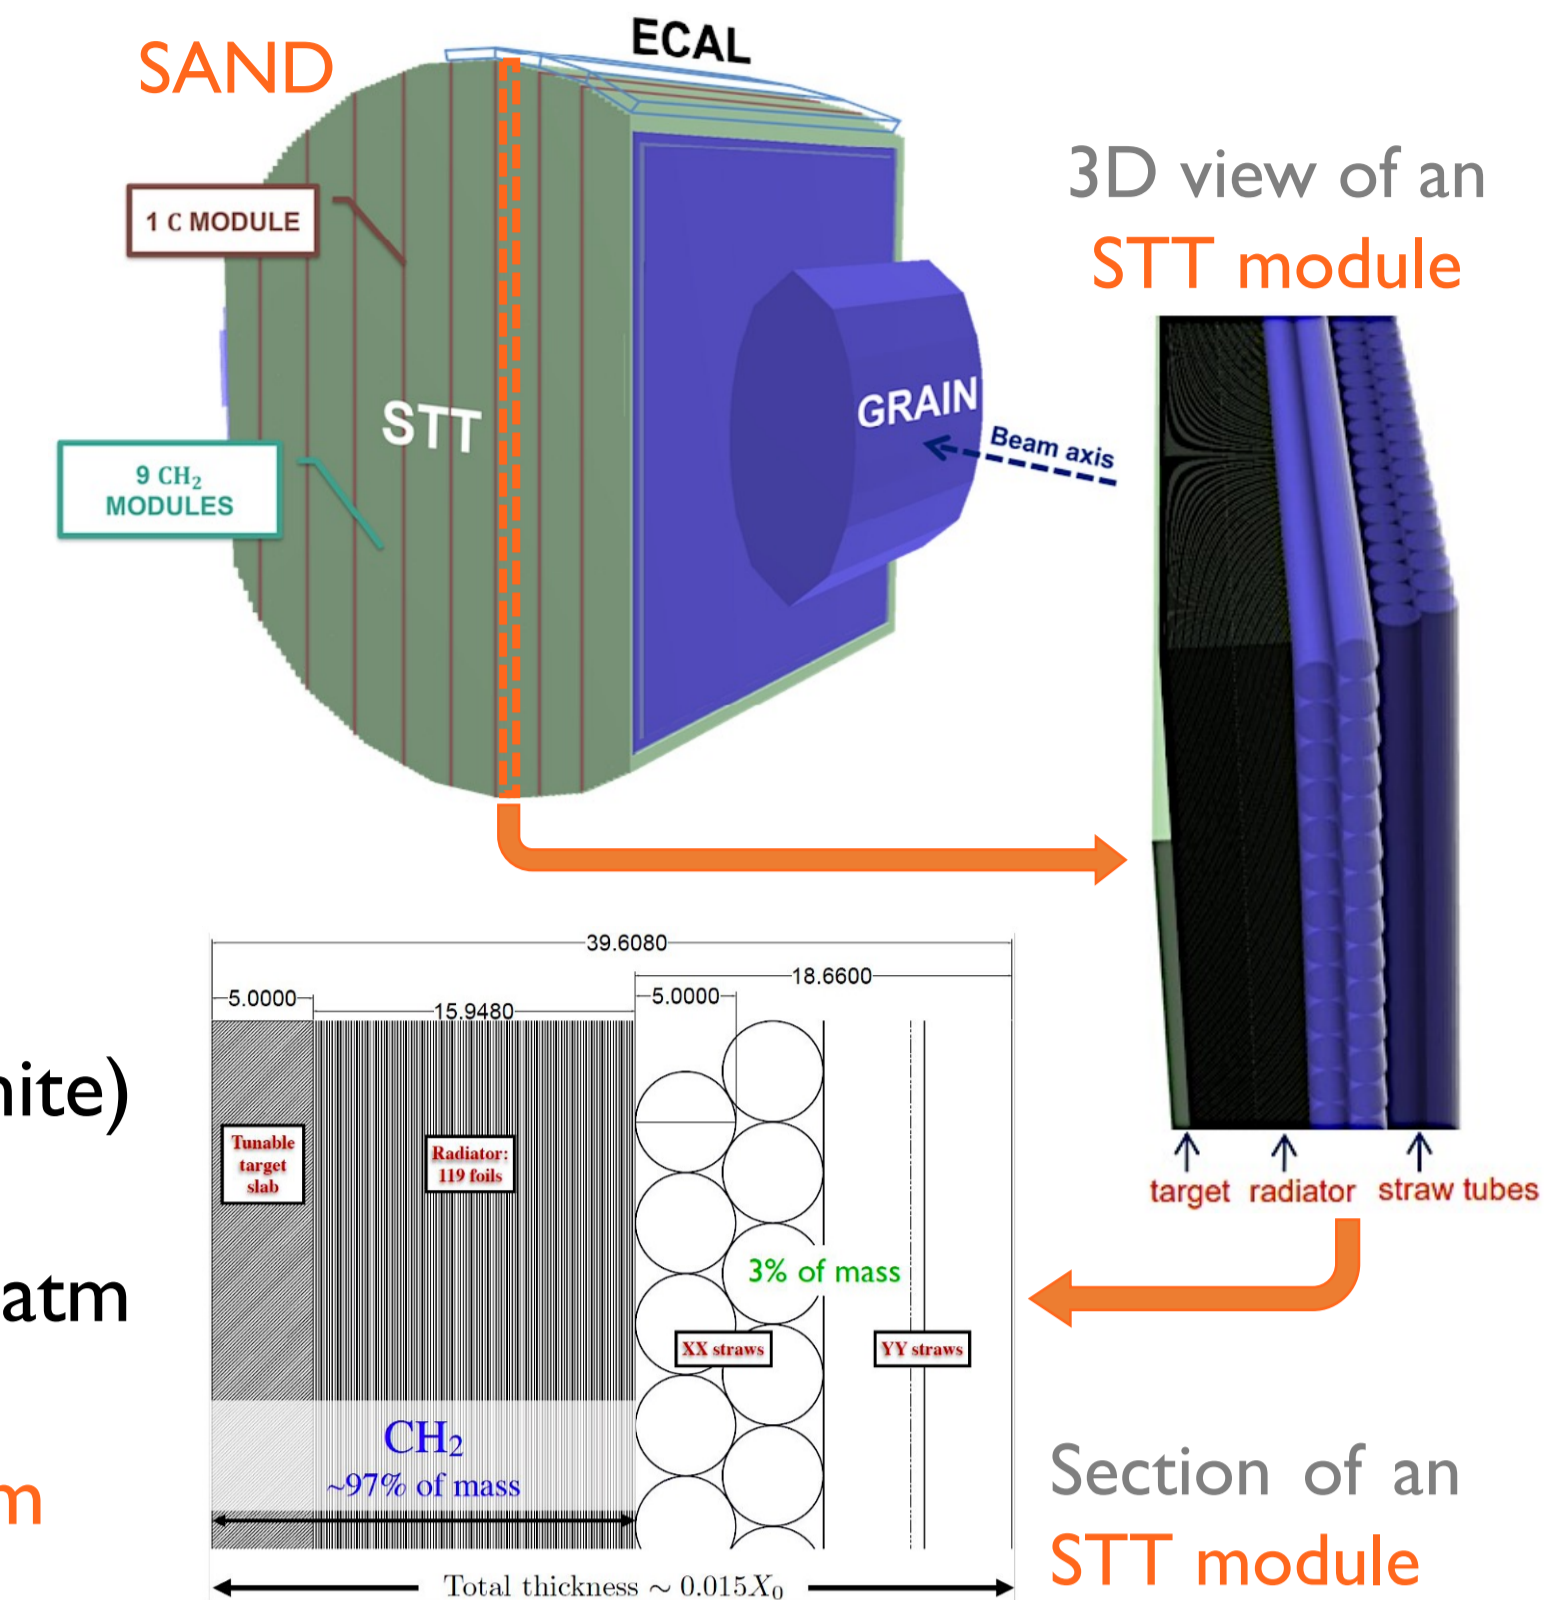 SAND
ECAL
1 C MODULE
STT
9 CH₂
MODULES
GRAIN
Beam axis
3D view of an
STT module
target radiator straw tubes
39.6080
18.6600
5.0000
15.9480
5.0000
Tunable
target
slab
Radiator:
119 foils
3% of mass
XX straws
YY straws
CH₂
~97% of mass
Total thickness ~ 0.015X₀
Section of an
STT module
nite)
atm
m